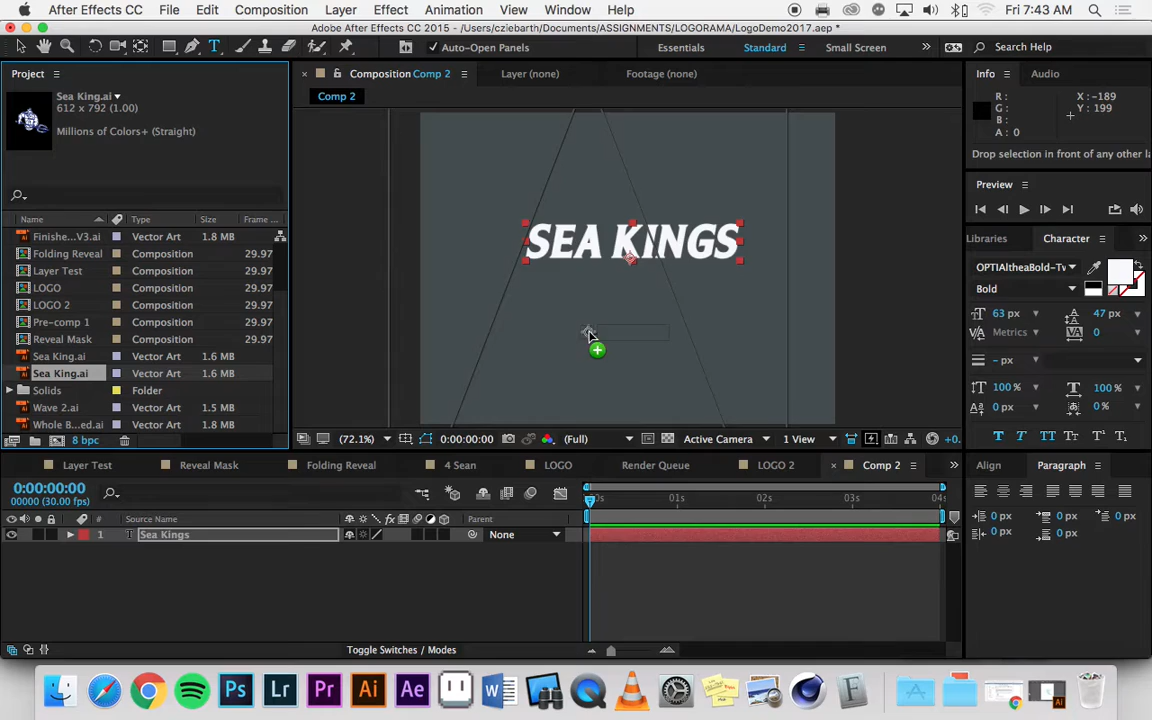 After Effects CC File Edit Composition Layer Effect Animation View Window Help Fri 7:43 AM
Adobe After Effects CC 2015 - /Users/cziebarth/Documents/ASSIGNMENTS/LOGORAMA/LogoDemo2017.aep *
T Auto-Open Panels Essentials Standard Small Screen » Search Help
Project Composition Comp 2 Layer (none) Footage (none) Info Audio
Comp 2
Sea King.ai
612 x 792 (1.00)
Millions of Colors+ (Straight)
R :
G :
B :
A : 0
X : -189
Y : 199
Drop selection in front of any other la
Preview
Name Type Size Frame ...
Finishe...V3.ai Vector Art 1.8 MB
Folding Reveal Composition 29.97
Layer Test Composition 29.97
LOGO Composition 29.97
LOGO 2 Composition 29.97
Pre-comp 1 Composition 29.97
Reveal Mask Composition 29.97
Sea King.ai Vector Art 1.6 MB
Sea King.ai Vector Art 1.6 MB
Solids Folder
Wave 2.ai Vector Art 1.5 MB
Whole B...ed.ai Vector Art 1.8 MB
8 bpc
SEA KINGS
(72.1%) 0:00:00:00 (Full) Active Camera 1 View +0.
Libraries Character »
OPTIAltheaBold-Tw
Bold
63 px 47 px
Metrics 0
- px
100% 100%
0 px 0%
T T TT Tт T¹ T₁
Align Paragraph
0 px 0 px 0 px
0 px 0 px
Layer Test Reveal Mask Folding Reveal 4 Sean LOGO Render Queue LOGO 2 × Comp 2 »
0:00:00:00
00000 (30.00 fps)
0s 01s 02s 03s 04s
# Source Name fx Parent
1 T Sea Kings None
Toggle Switches / Modes
Ps Lr Pr Ai Ae W F